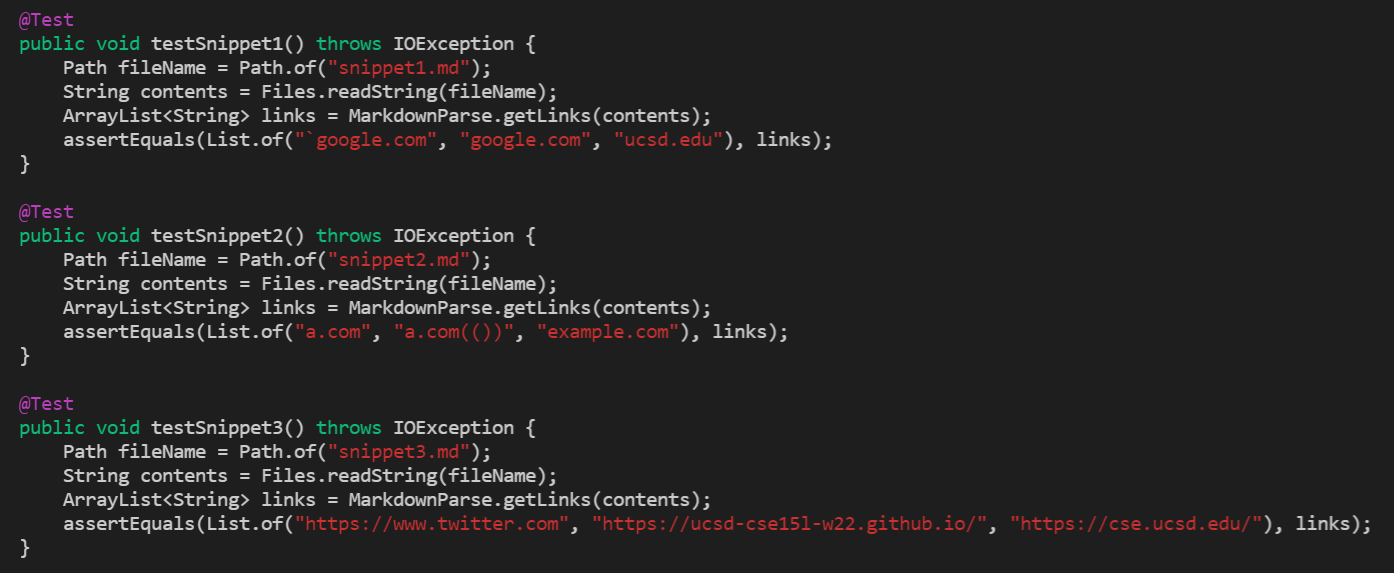 @Test
public void testSnippet1() throws IOException {
    Path fileName = Path.of("snippet1.md");
    String contents = Files.readString(fileName);
    ArrayList<String> links = MarkdownParse.getLinks(contents);
    assertEquals(List.of("`google.com", "google.com", "ucsd.edu"), links);
}

@Test
public void testSnippet2() throws IOException {
    Path fileName = Path.of("snippet2.md");
    String contents = Files.readString(fileName);
    ArrayList<String> links = MarkdownParse.getLinks(contents);
    assertEquals(List.of("a.com", "a.com(())", "example.com"), links);
}

@Test
public void testSnippet3() throws IOException {
    Path fileName = Path.of("snippet3.md");
    String contents = Files.readString(fileName);
    ArrayList<String> links = MarkdownParse.getLinks(contents);
    assertEquals(List.of("https://www.twitter.com", "https://ucsd-cse15l-w22.github.io/", "https://cse.ucsd.edu/"), links);
}